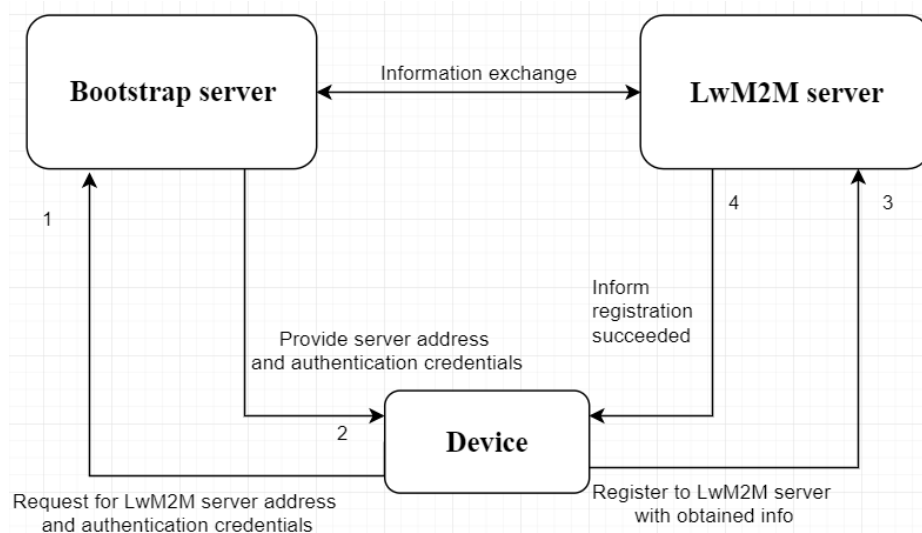 Bootstrap server
Information exchange
LwM2M server
1
4
3
Inform
registration
succeeded
Provide server address
and authentication credentials
2
Device
Request for LwM2M server address
and authentication credentials
Register to LwM2M server
with obtained info